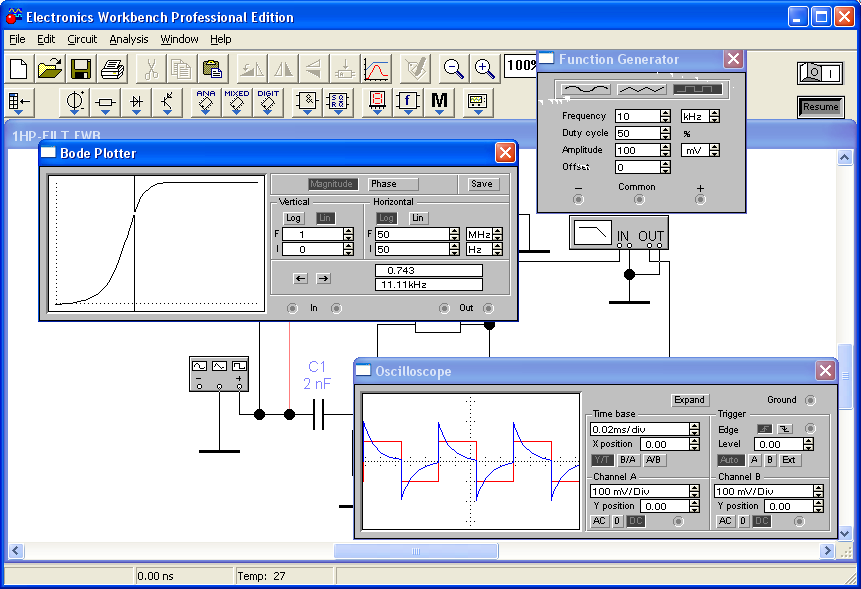 Electronics Workbench Professional Edition
File Edit Circuit Analysis Window Help
100%
ANA MIXED DIGIT
M
Resume
1HP-FILT.EWB
Function Generator
Frequency 10 kHz
Duty cycle 50 %
Amplitude 100 mV
Offset 0
Common
− +
Bode Plotter
Magnitude Phase Save
Vertical Horizontal
Log Lin Log Lin
F 1 F 50 MHz
I 0 I 50 Hz
← →
0.743
11.11kHz
In Out
IN OUT
C1
2 nF
Oscilloscope
Expand Ground
Time base Trigger
0.02ms/div Edge
X position 0.00 Level 0.00
Y/T B/A A/B Auto A B Ext
Channel A Channel B
100 mV/Div 100 mV/Div
Y position 0.00 Y position 0.00
AC 0 DC AC 0 DC
0.00 ns Temp: 27